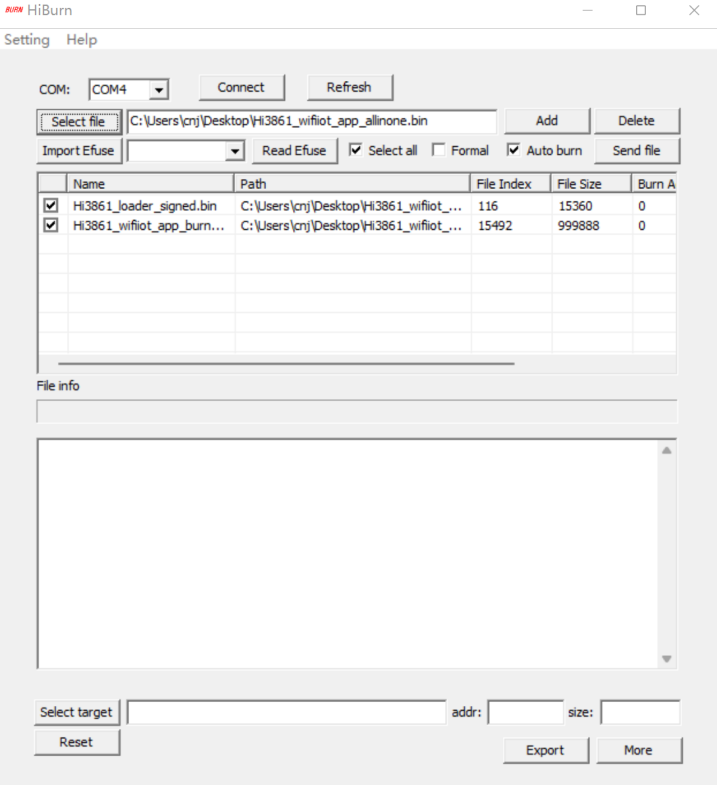 BURN HiBurn
Setting Help
COM: COM4 Connect Refresh
Select file C:\Users\cnj\Desktop\Hi3861_wifiiot_app_allinone.bin Add Delete
Import Efuse Read Efuse Select all Formal Auto burn Send file
Name Path File Index File Size Burn A
Hi3861_loader_signed.bin C:\Users\cnj\Desktop\Hi3861_wifiiot_... 116 15360 0
Hi3861_wifiiot_app_burn... C:\Users\cnj\Desktop\Hi3861_wifiiot_... 15492 999888 0
File info
Select target addr: size:
Reset
Export More